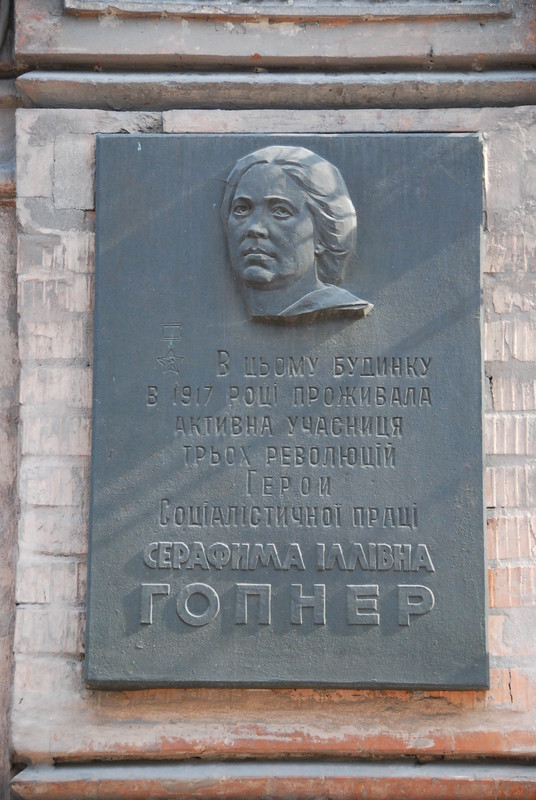 В ЦЬОМУ БУДИНКУ
В 1917 РОЦІ ПРОЖИВАЛА
АКТИВНА УЧАСНИЦЯ
ТРЬОХ РЕВОЛЮЦІЙ
ГЕРОЙ
СОЦІАЛІСТИЧНОЇ ПРАЦІ
СЕРАФИМА ІЛЛІВНА
ГОПНЕР